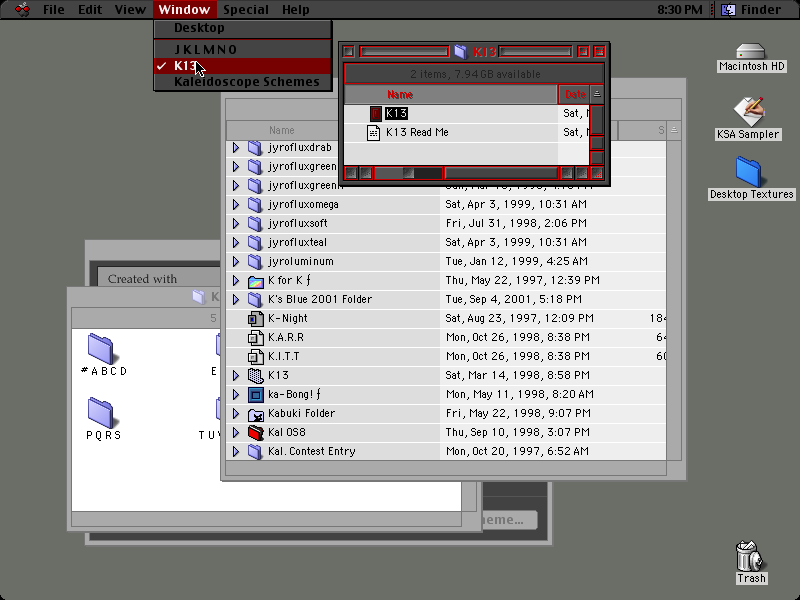 File Edit View Window Special Help 8:30 PM Finder
Desktop
J K L M N O
✓ K13
Kaleidoscope Schemes
K13
2 items, 7.94 GB available
Name Date
K13 Sat,
K13 Read Me Sat,
Macintosh HD
KSA Sampler
Desktop Textures
Trash
Name S
jyrofluxdrab
jyrofluxgreen
jyrofluxgreenm
jyrofluxomega Sat, Apr 3, 1999, 10:31 AM
jyrofluxsoft Fri, Jul 31, 1998, 2:06 PM
jyrofluxteal Sat, Apr 3, 1999, 10:31 AM
jyroluminum Tue, Jan 12, 1999, 4:25 AM
K for K ƒ Thu, May 22, 1997, 12:39 PM
K's Blue 2001 Folder Tue, Sep 4, 2001, 5:18 PM
K-Night Sat, Aug 23, 1997, 12:09 PM 184
K.A.R.R Mon, Oct 26, 1998, 8:38 PM 64
K.I.T.T Mon, Oct 26, 1998, 8:38 PM 60
K13 Sat, Mar 14, 1998, 8:58 PM
ka-Bong! ƒ Mon, May 11, 1998, 8:20 AM
Kabuki Folder Fri, May 22, 1998, 9:07 PM
Kal OS8 Thu, Sep 10, 1998, 3:07 PM
Kal. Contest Entry Mon, Oct 20, 1997, 6:52 AM
Created with
K
5
# A B C D E
P Q R S T U V
eme...